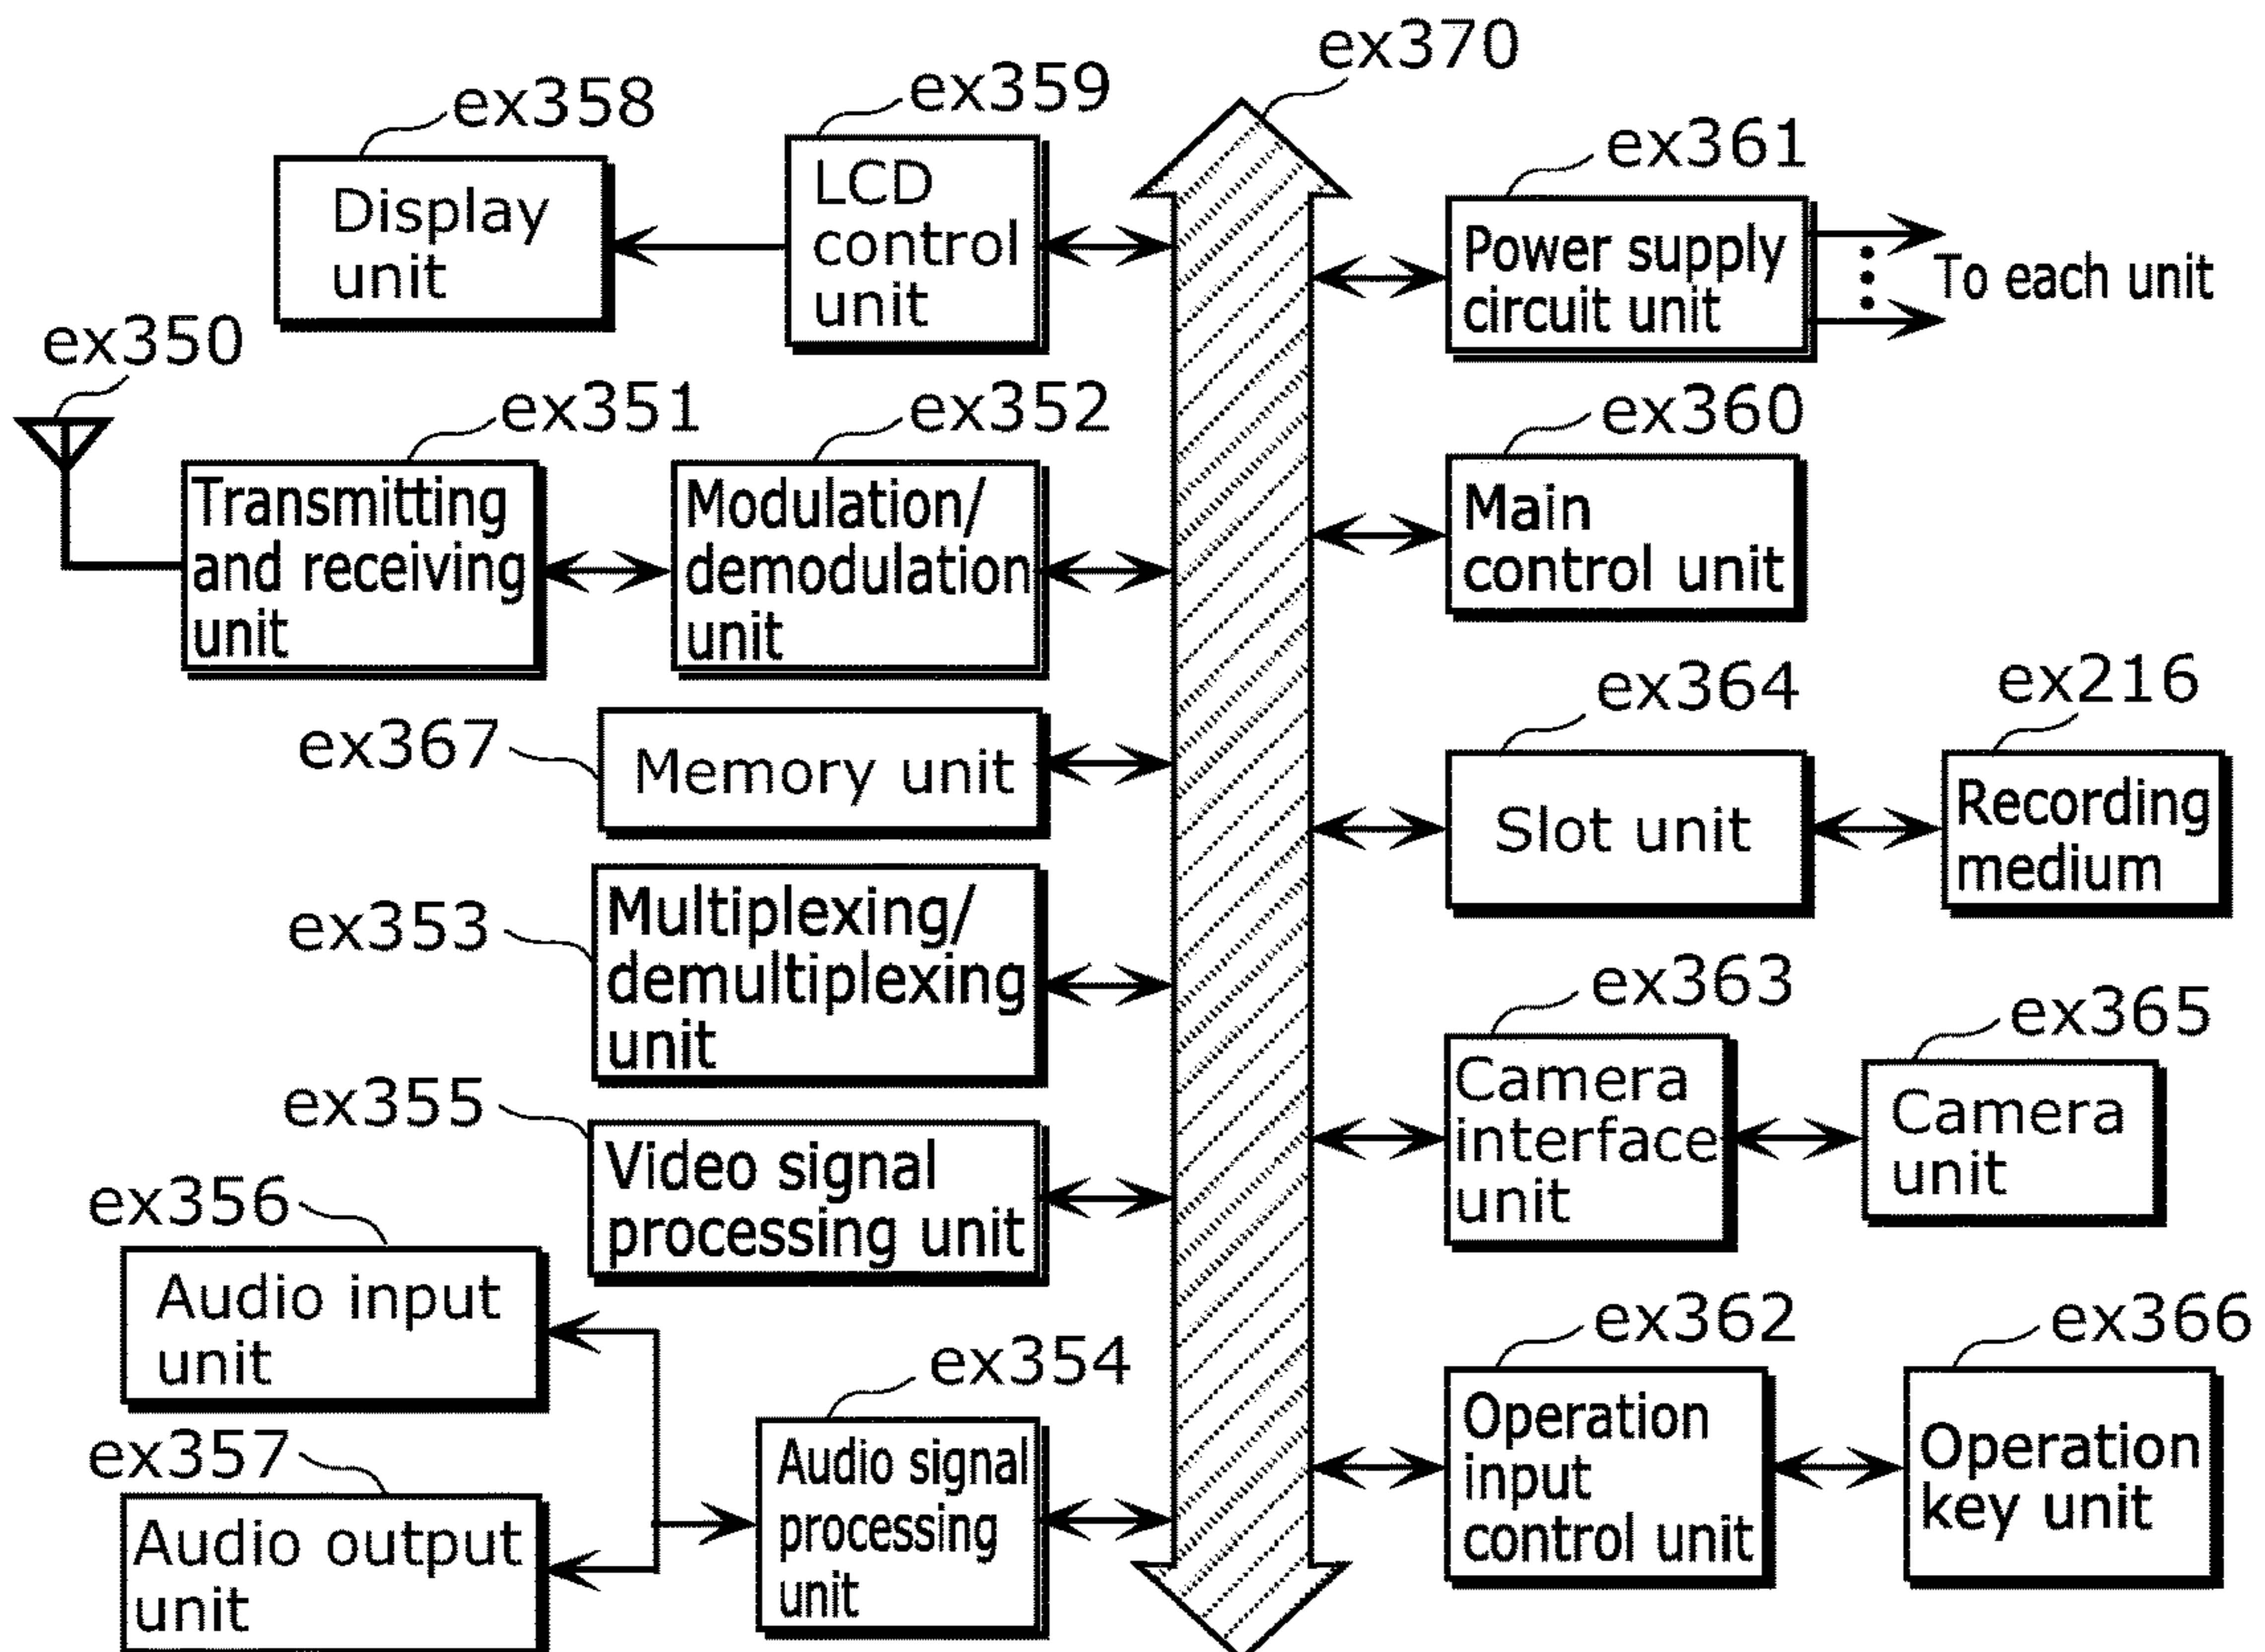 ex370
ex358
ex359
ex361
Display
unit
LCD
control
unit
Power supply
circuit unit
To each unit
ex350
ex351
ex352
ex360
Transmitting
and receiving
unit
Modulation/
demodulation
unit
Main
control unit
ex367
Memory unit
ex364
ex216
Slot unit
Recording
medium
ex353
Multiplexing/
demultiplexing
unit
ex363
ex365
Camera
interface
unit
Camera
unit
ex355
Video signal
processing unit
ex356
Audio input
unit
ex354
ex362
ex366
ex357
Audio output
unit
Audio signal
processing
unit
Operation
input
control unit
Operation
key unit